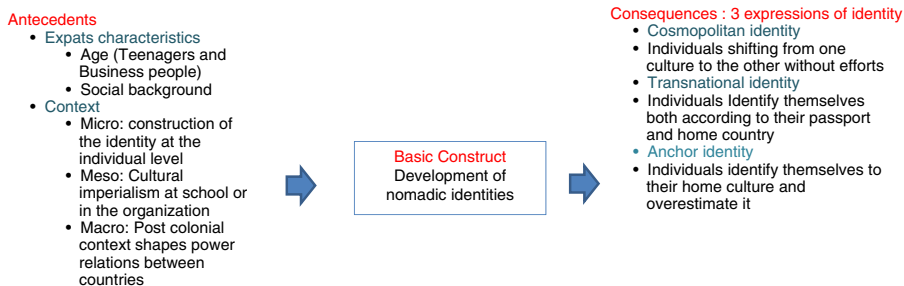 Antecedents
• Expats characteristics
• Age (Teenagers and
Business people)
• Social background
• Context
• Micro: construction of
the identity at the
individual level
• Meso: Cultural
imperialism at school or
in the organization
• Macro: Post colonial
context shapes power
relations between
countries
Basic Construct
Development of
nomadic identities
Consequences : 3 expressions of identity
• Cosmopolitan identity
• Individuals shifting from one
culture to the other without efforts
• Transnational identity
• Individuals Identify themselves
both according to their passport
and home country
• Anchor identity
• Individuals identify themselves to
their home culture and
overestimate it